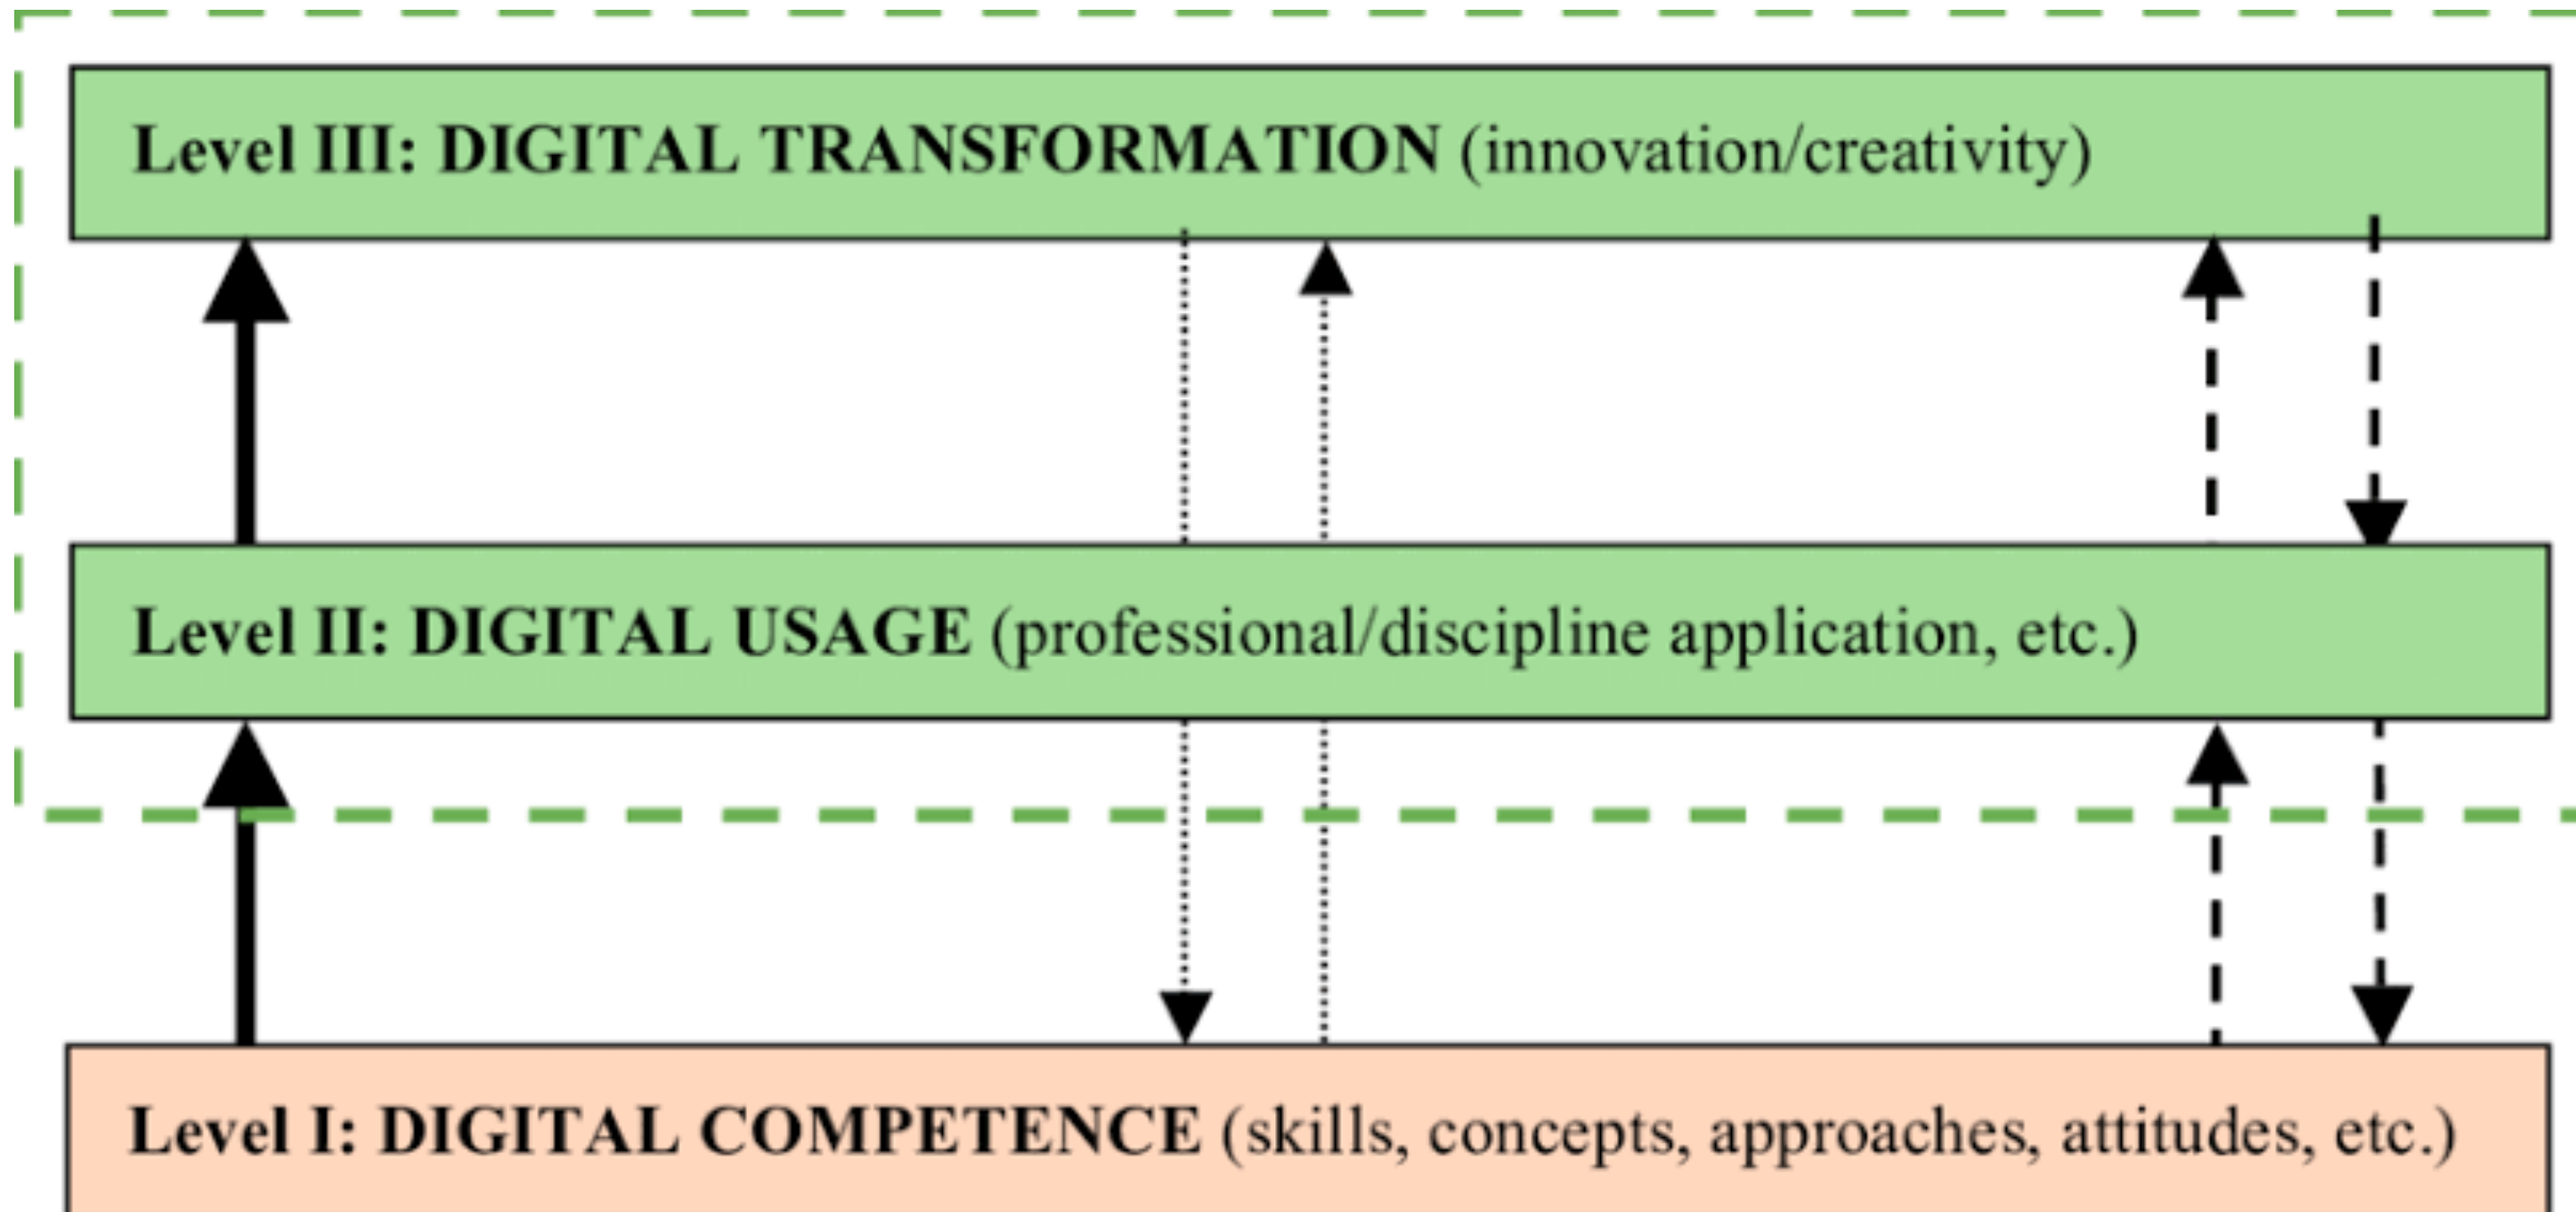 Level III: DIGITAL TRANSFORMATION (innovation/creativity)
Level II: DIGITAL USAGE (professional/discipline application, etc.)
Level I: DIGITAL COMPETENCE (skills, concepts, approaches, attitudes, etc.)